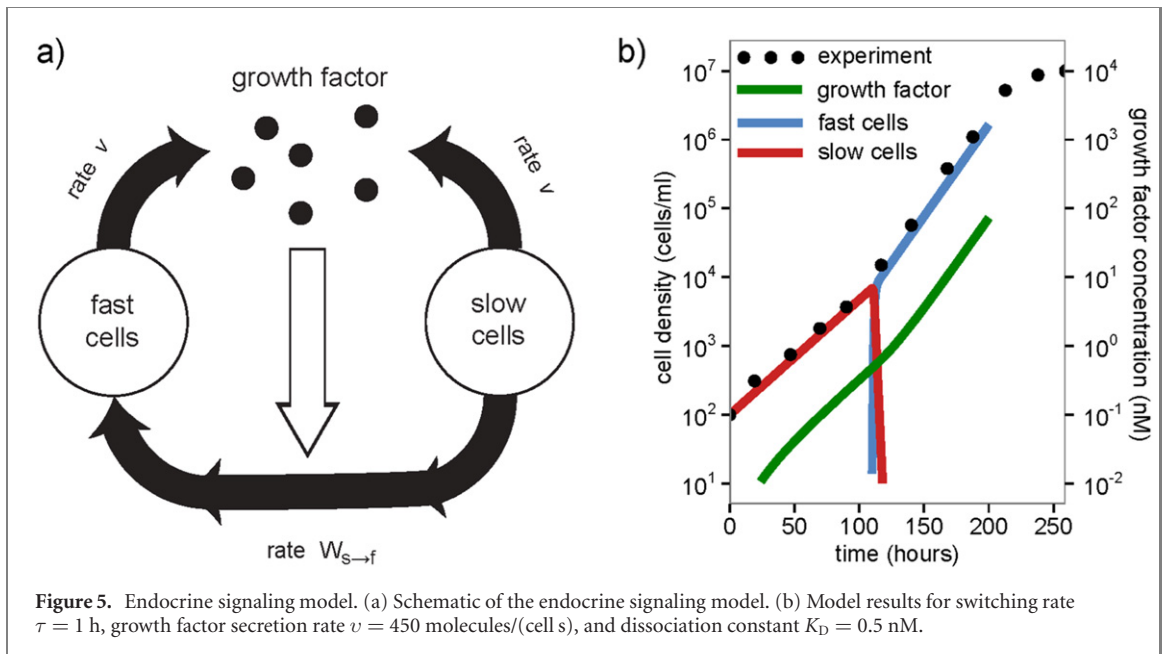 a)
growth factor
rate v
rate v
fast
cells
slow
cells
rate W_{s→f}
b)
experiment
growth factor
fast cells
slow cells
10^7
10^6
10^5
10^4
10^3
10^2
10^1
cell density (cells/ml)
10^4
10^3
10^2
10^1
10^0
10^{-1}
10^{-2}
growth factor concentration (nM)
0 50 100 150 200 250
time (hours)
Figure 5. Endocrine signaling model. (a) Schematic of the endocrine signaling model. (b) Model results for switching rate
τ = 1 h, growth factor secretion rate υ = 450 molecules/(cell s), and dissociation constant K_D = 0.5 nM.